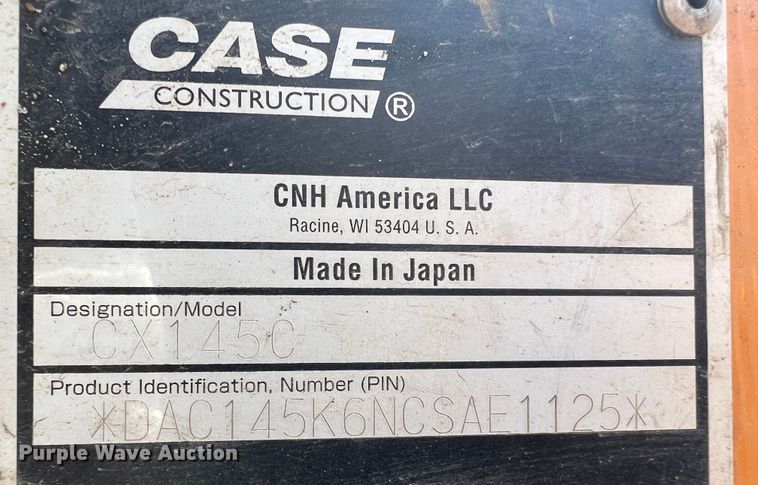 CASE
CONSTRUCTION ®
CNH America LLC
Racine, WI 53404 U. S. A.
Made In Japan
Designation/Model
CX145C
Product Identification, Number (PIN)
*DAC145K6NCSAE1125*
Purple Wave Auction